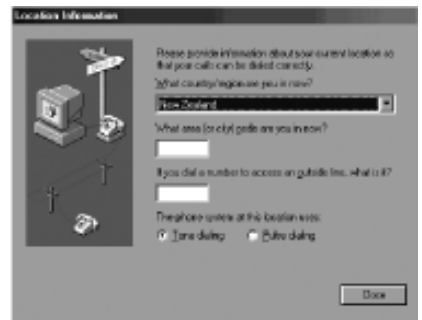 Location Information
Please provide information about your current location so
that your calls can be dialed correctly.
What country/region are you in now?
New Zealand
What area (or city) code are you in now?
If you dial a number to access an outside line, what is it?
The phone system at this location uses:
Tone dialing Pulse dialing
Close